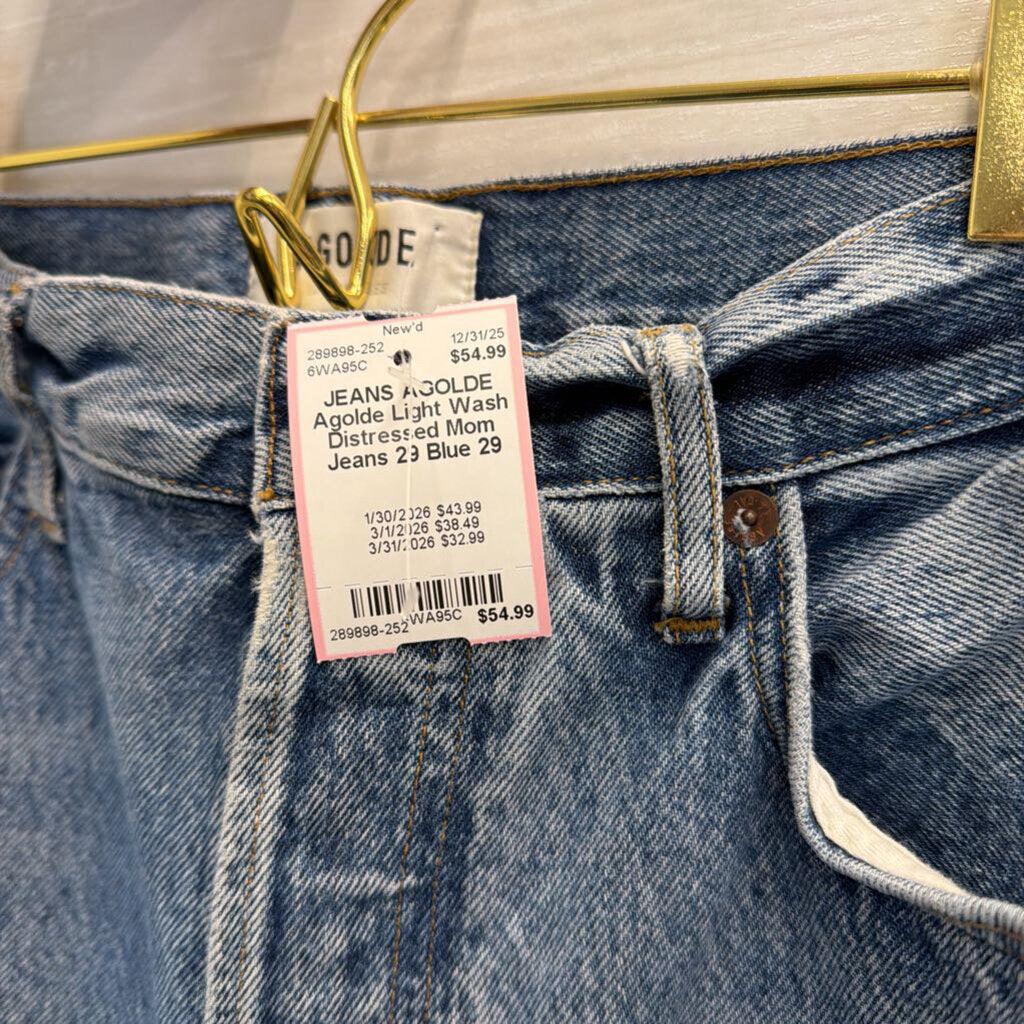 GOLDE
New'd
289898-252 12/31/25
6WA95C $54.99
JEANS AGOLDE
Agolde Light Wash
Distressed Mom
Jeans 29 Blue 29
1/30/2026 $43.99
3/1/2026 $38.49
3/31/2026 $32.99
289898-252 6WA95C $54.99